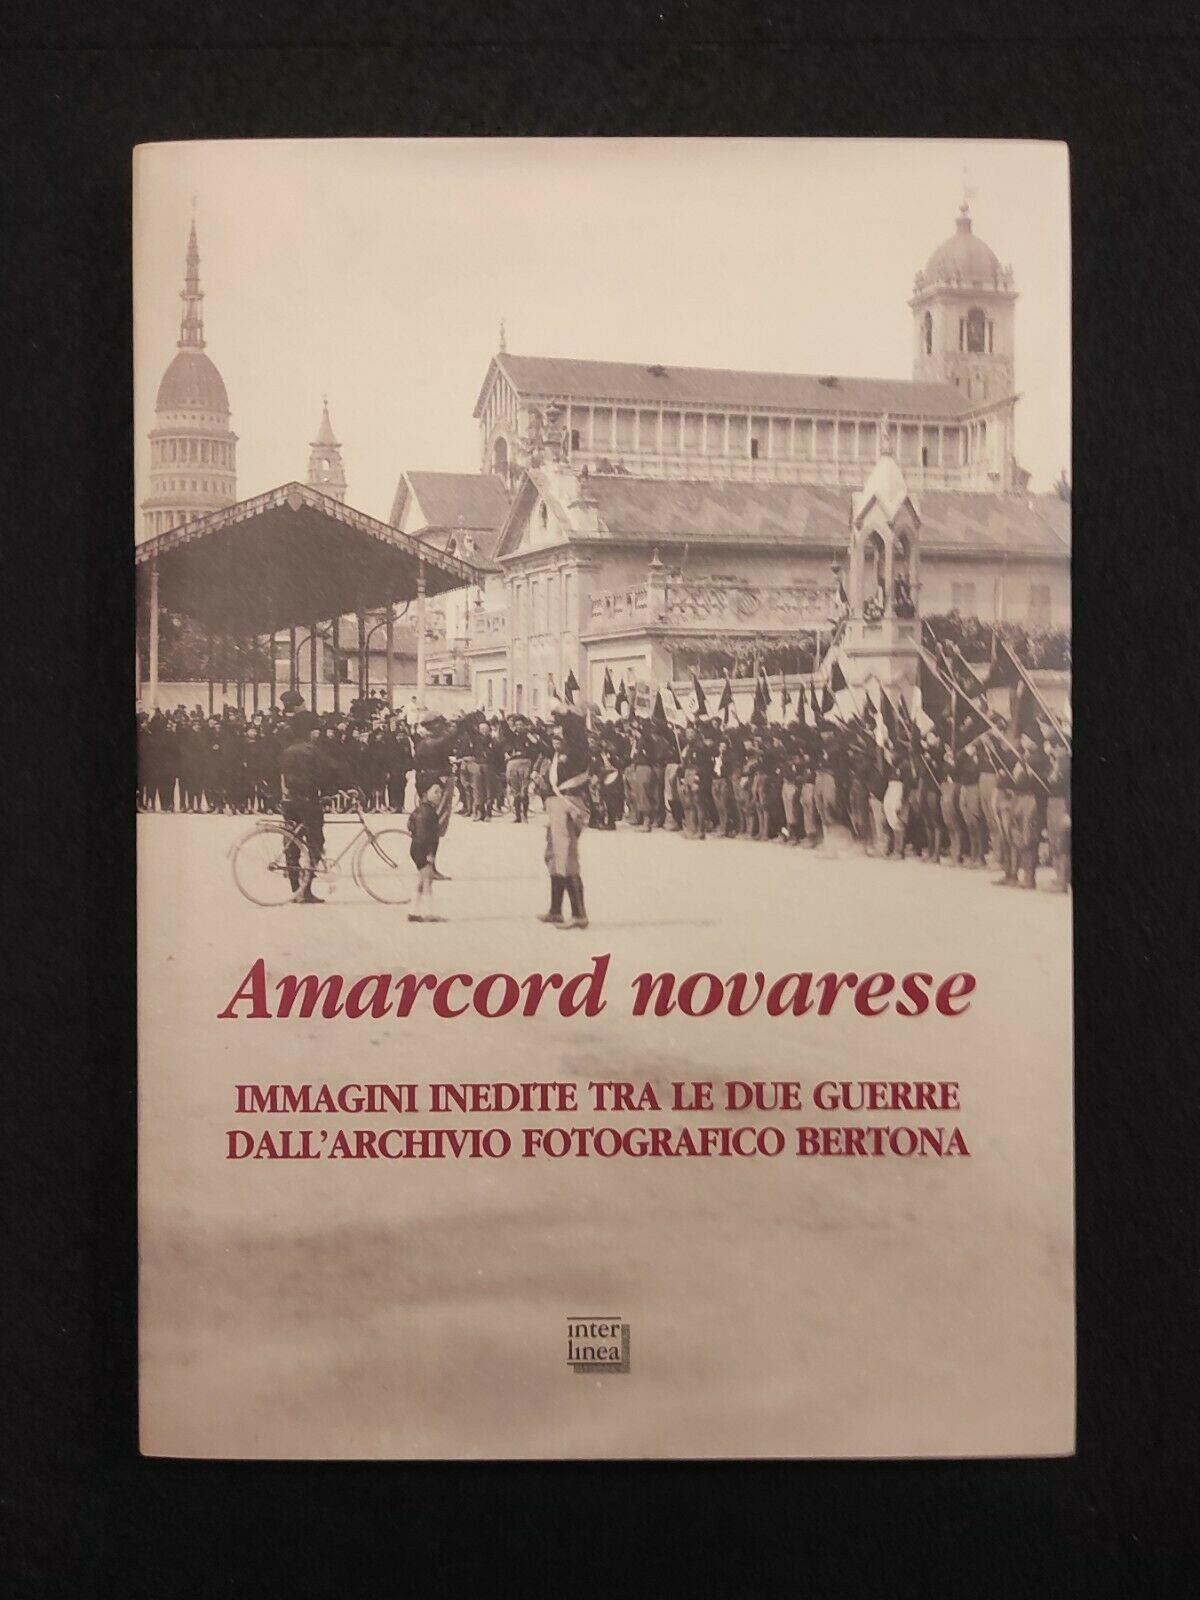 Amarcord novarese
IMMAGINI INEDITE TRA LE DUE GUERRE
DALL'ARCHIVIO FOTOGRAFICO BERTONA
inter
linea